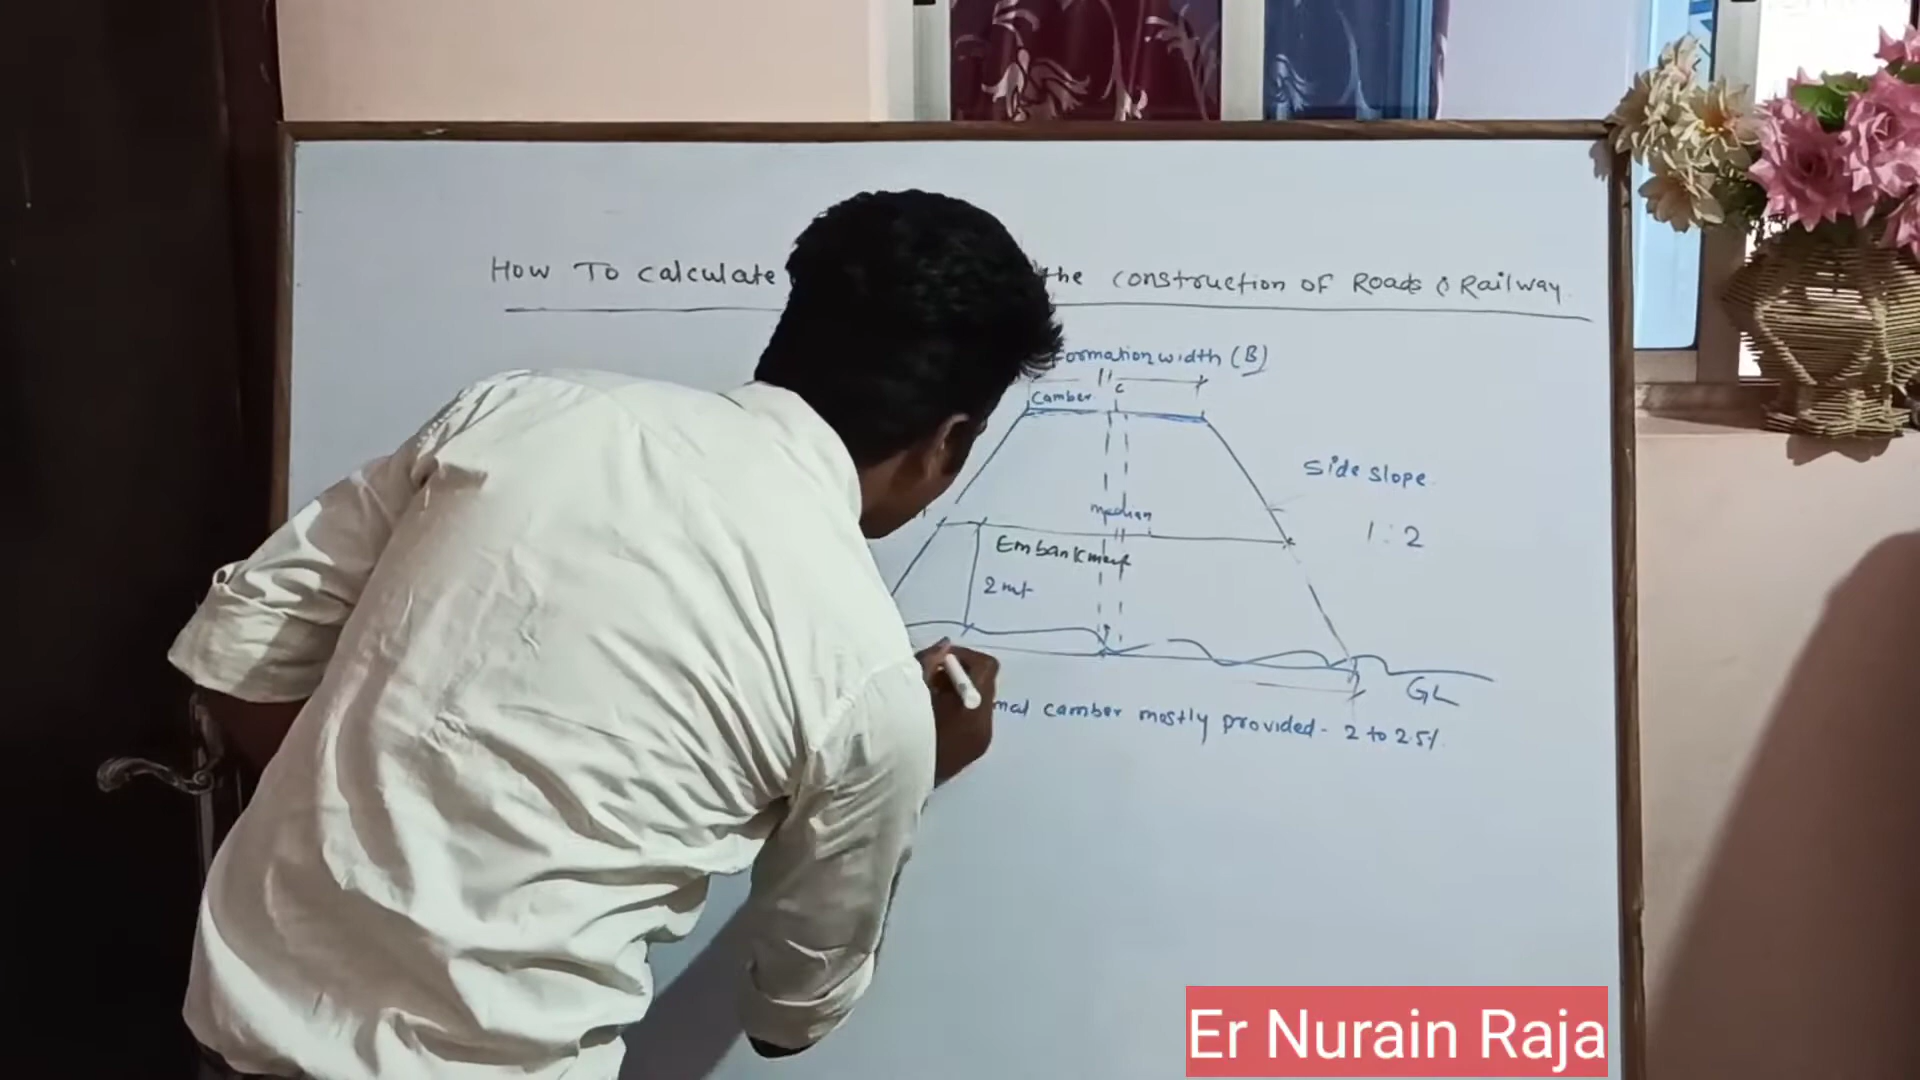 How To calculate the construction of Roads & Railway
Formation width (B)
C
Camber
Side slope
median
1:2
Embankment
2 mt
GL
camber mostly provided - 2 to 2.5%
Er Nurain Raja